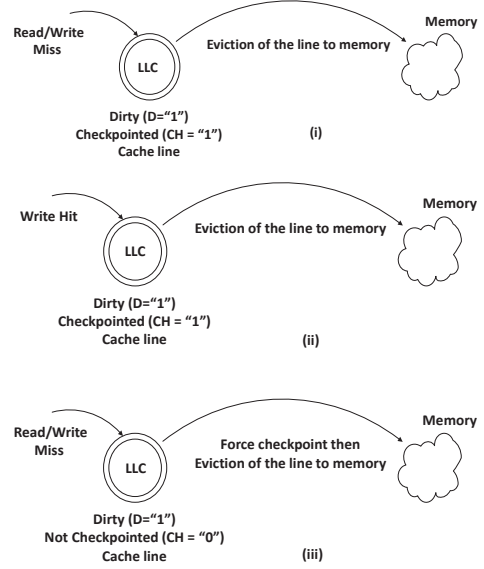 Memory
Read/Write
Miss
Eviction of the line to memory
LLC
Dirty (D=“1”)
Checkpointed (CH = “1”)
Cache line
(i)
Memory
Write Hit
Eviction of the line to memory
LLC
Dirty (D=“1”)
Checkpointed (CH = “1”)
Cache line
(ii)
Memory
Read/Write
Miss
Force checkpoint then
Eviction of the line to memory
LLC
Dirty (D=“1”)
Not Checkpointed (CH = “0”)
Cache line
(iii)